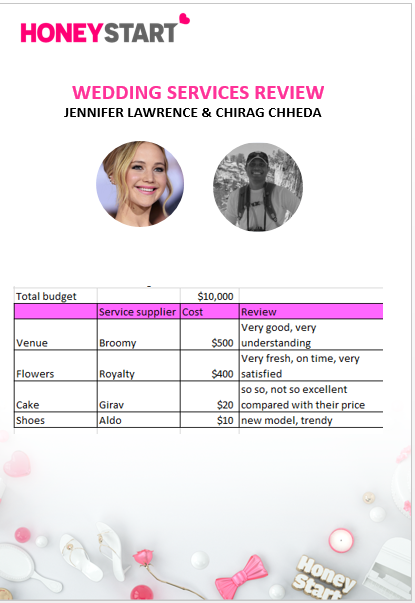 HONEYSTART
WEDDING SERVICES REVIEW
JENNIFER LAWRENCE & CHIRAG CHHEDA
Total budget $10,000
Service supplier Cost Review
Venue Broomy $500 Very good, very
understanding
Flowers Royalty $400 Very fresh, on time, very
satisfied
Cake Girav $20 so so, not so excellent
compared with their price
Shoes Aldo $10 new model, trendy
Honey
Start